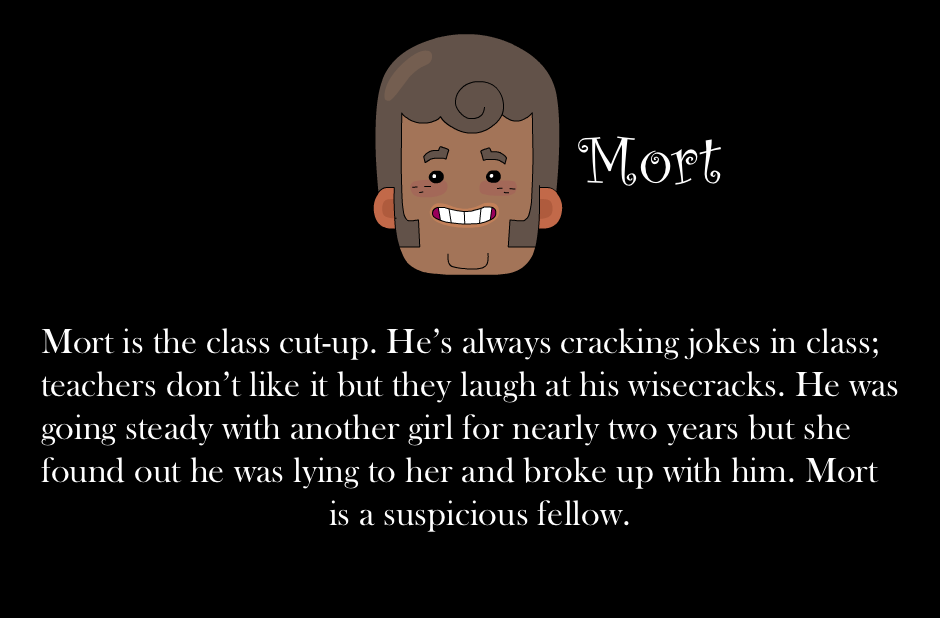 Mort
Mort is the class cut-up. He’s always cracking jokes in class;
teachers don’t like it but they laugh at his wisecracks. He was
going steady with another girl for nearly two years but she
found out he was lying to her and broke up with him. Mort
is a suspicious fellow.